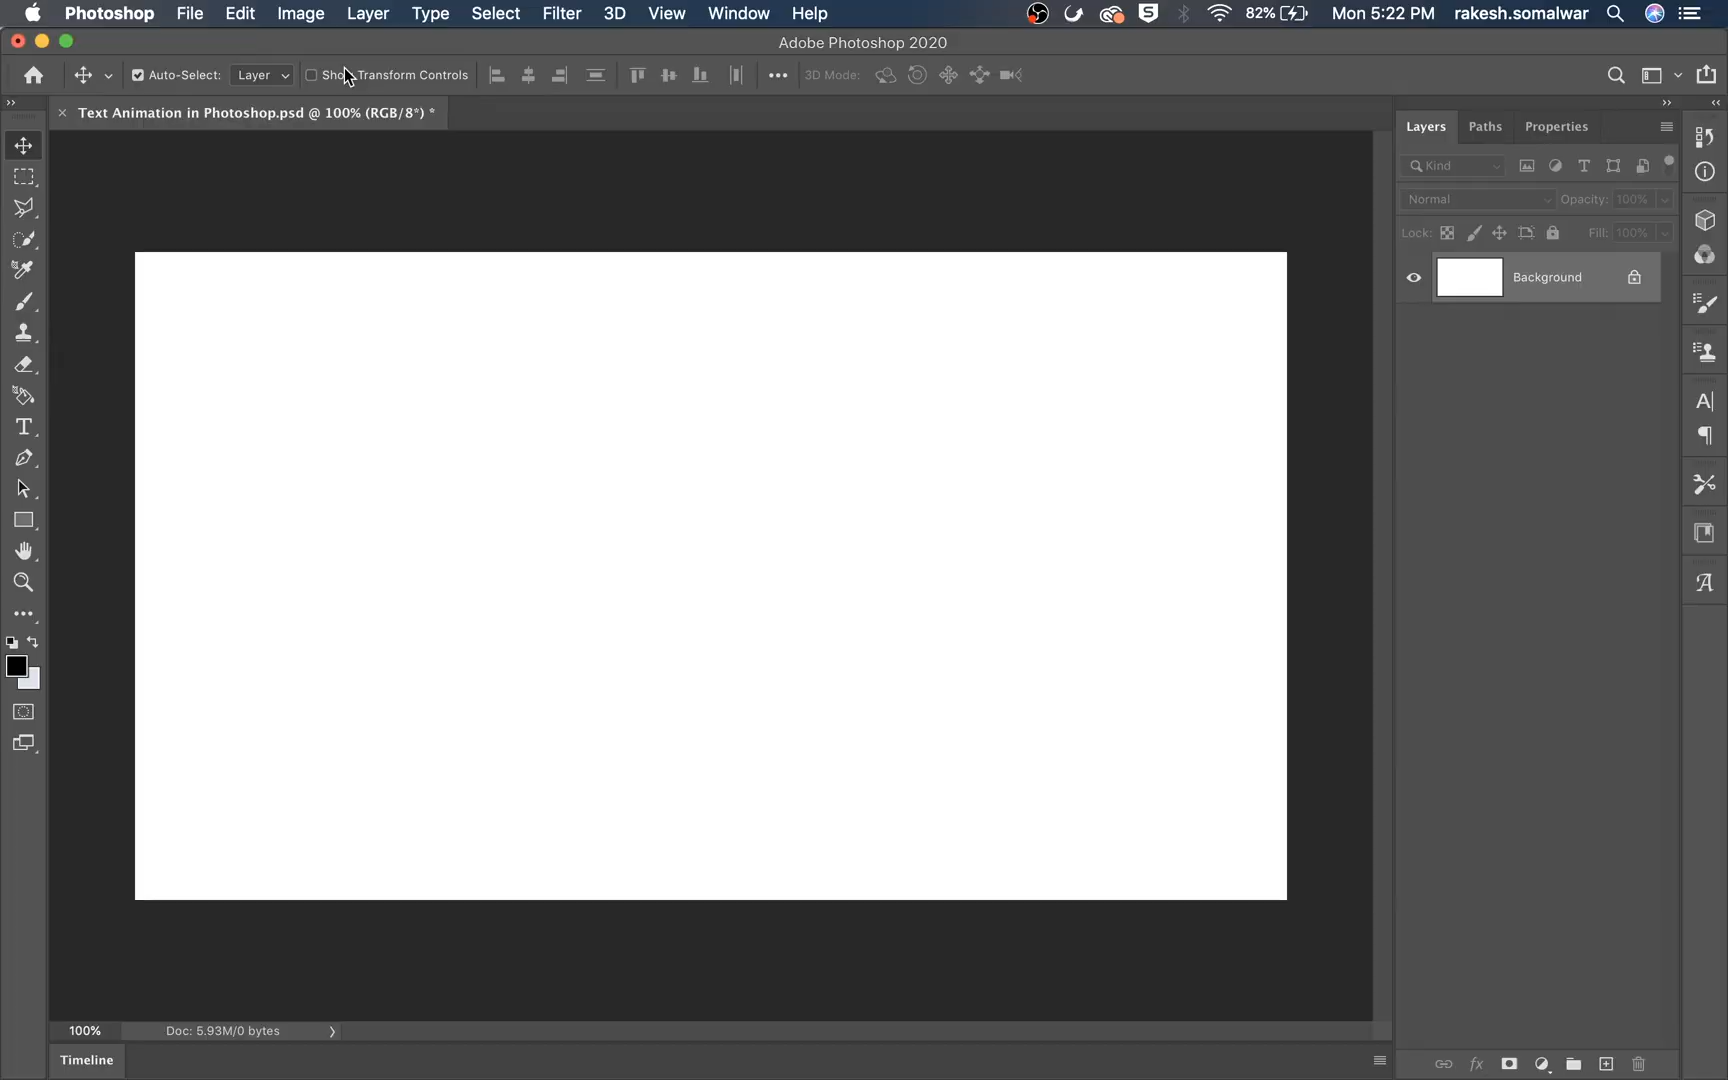 Photoshop File Edit Image Layer Type Select Filter 3D View Window Help 82% Mon 5:22 PM rakesh.somalwar
Adobe Photoshop 2020
Auto-Select: Layer Show Transform Controls 3D Mode:
Text Animation in Photoshop.psd @ 100% (RGB/8*) *
Layers Paths Properties
Kind
Normal Opacity: 100%
Lock: Fill: 100%
Background
100% Doc: 5.93M/0 bytes
Timeline